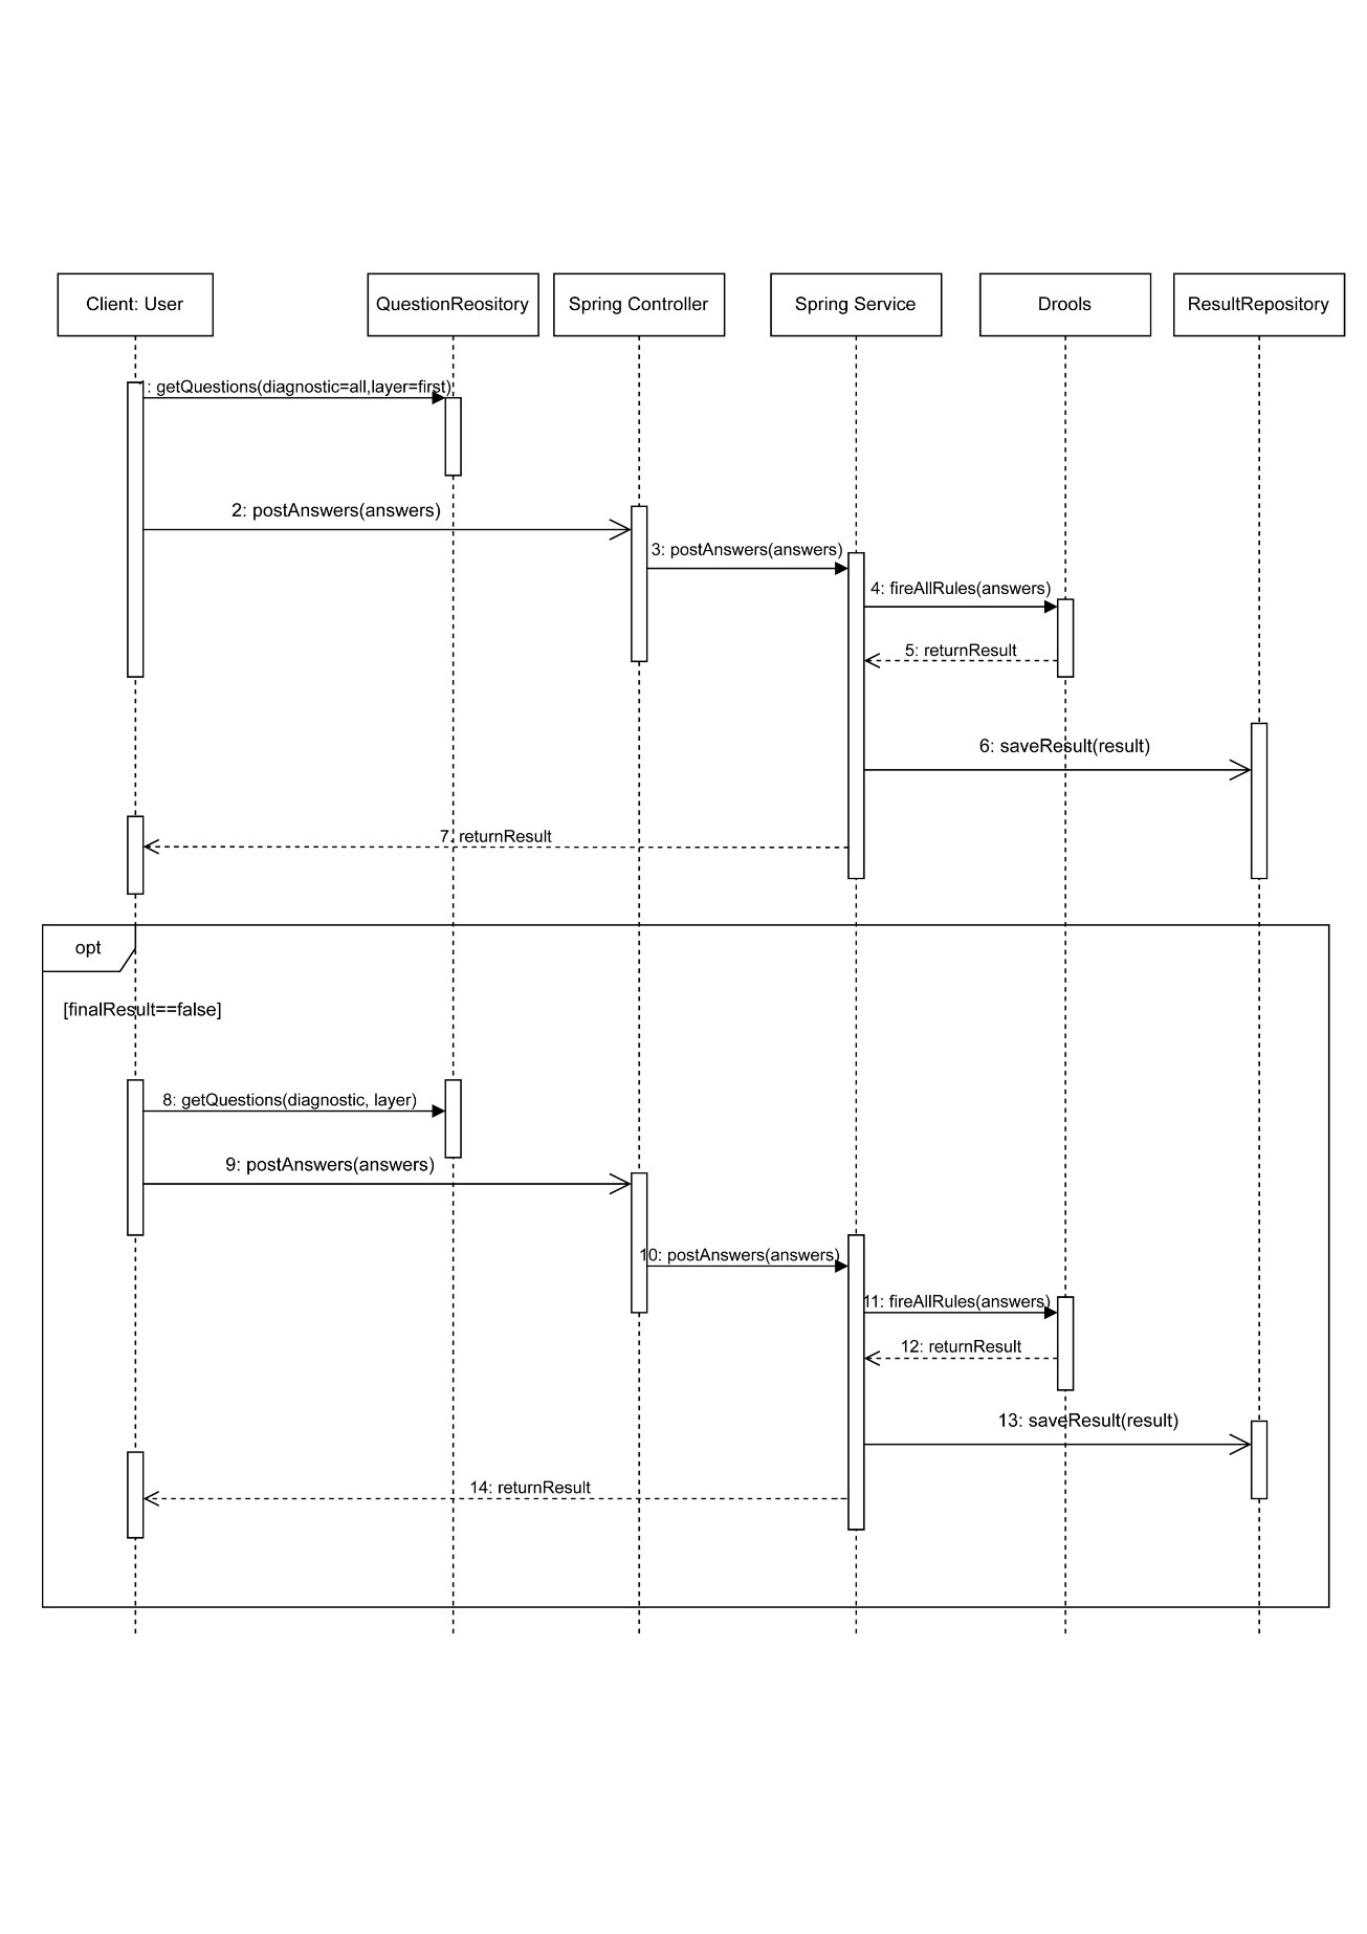 Client: User
QuestionReository
Spring Controller
Spring Service
Drools
ResultRepository
: getQuestions(diagnostic=all,layer=first)
2: postAnswers(answers)
3: postAnswers(answers)
4: fireAllRules(answers)
5: returnResult
6: saveResult(result)
7: returnResult
opt
[finalResult==false]
8: getQuestions(diagnostic, layer)
9: postAnswers(answers)
10: postAnswers(answers)
11: fireAllRules(answers)
12: returnResult
13: saveResult(result)
14: returnResult